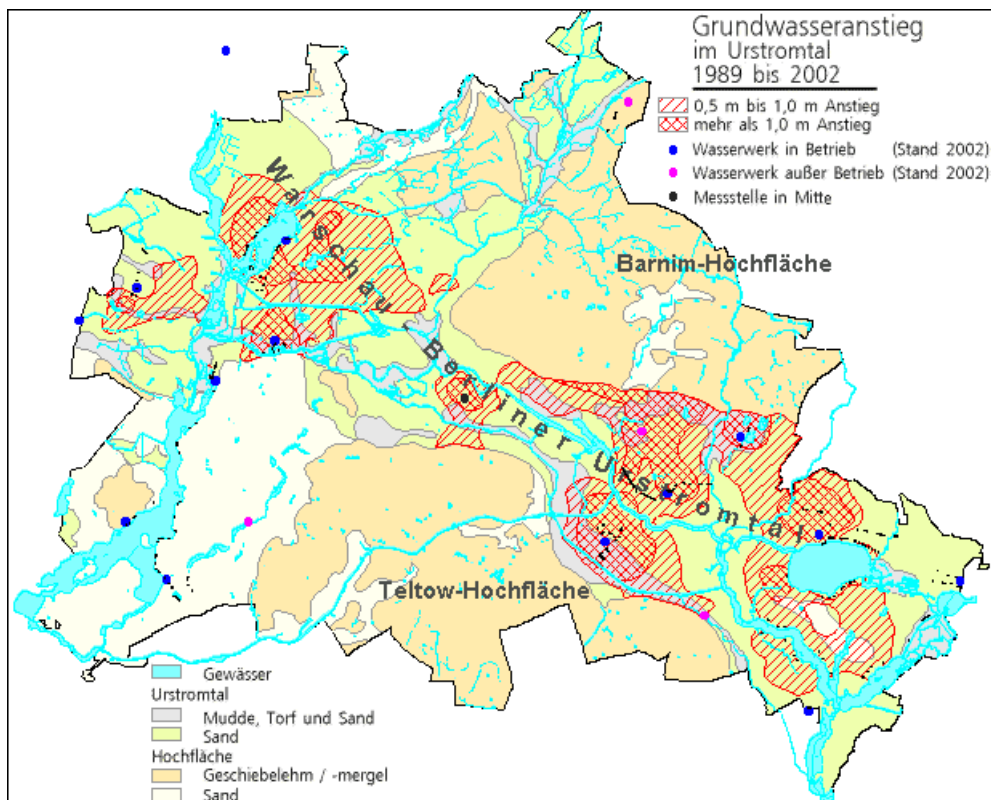 Grundwasseranstieg
im Urstromtal
1989 bis 2002
0,5 m bis 1,0 m Anstieg
mehr als 1,0 m Anstieg
Wasserwerk in Betrieb (Stand 2002)
Wasserwerk außer Betrieb (Stand 2002)
Messstelle in Mitte
Barnim-Hochfläche
Warschau-Berliner Urstromtal
Teltow-Hochfläche
Gewässer
Urstromtal
Mudde, Torf und Sand
Sand
Hochfläche
Geschiebelehm / -mergel
Sand